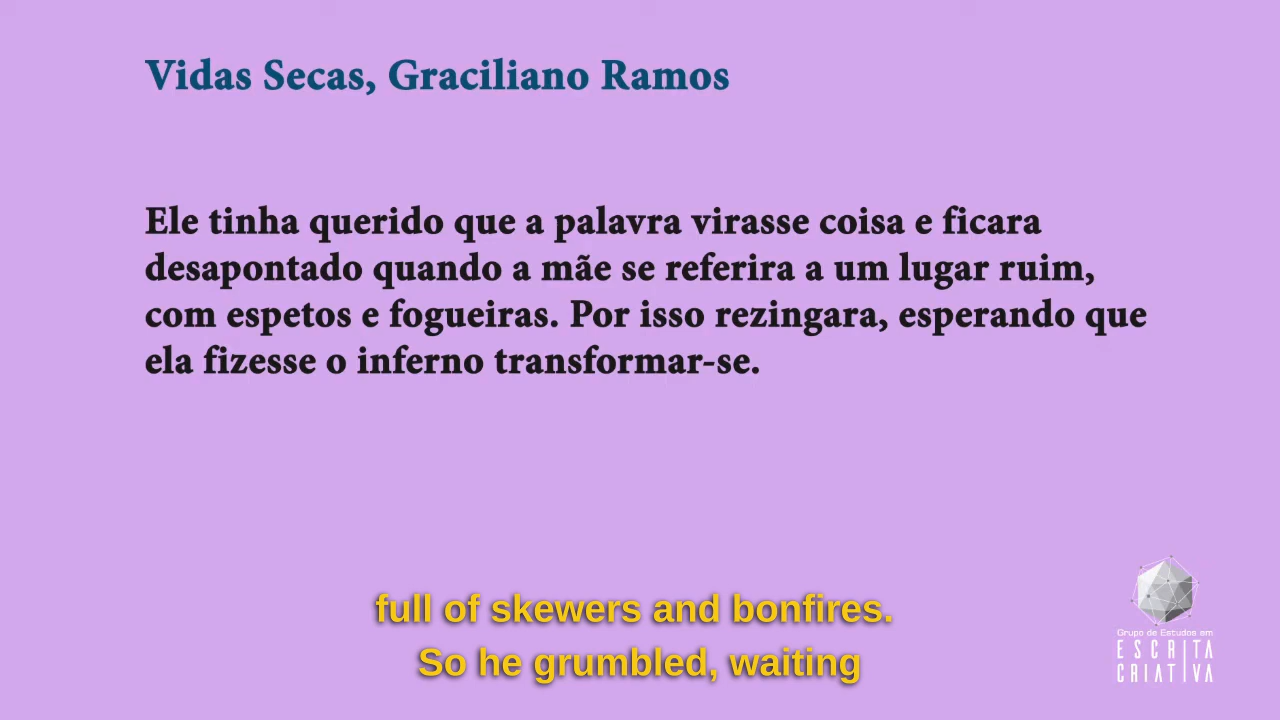 Vidas Secas, Graciliano Ramos
Ele tinha querido que a palavra virasse coisa e ficara
desapontado quando a mãe se referira a um lugar ruim,
com espetos e fogueiras. Por isso rezingara, esperando que
ela fizesse o inferno transformar-se.
full of skewers and bonfires.
So he grumbled, waiting
Grupo de Estudos em
ESCRITA
CRIATIVA